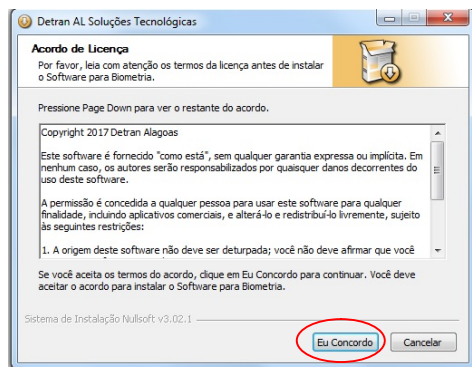 Detran AL Soluções Tecnológicas
Acordo de Licença
Por favor, leia com atenção os termos da licença antes de instalar
o Software para Biometria.
Pressione Page Down para ver o restante do acordo.
Copyright 2017 Detran Alagoas
Este software é fornecido "como está", sem qualquer garantia expressa ou implícita. Em
nenhum caso, os autores serão responsabilizados por quaisquer danos decorrentes do
uso deste software.
A permissão é concedida a qualquer pessoa para usar este software para qualquer
finalidade, incluindo aplicativos comerciais, e alterá-lo e redistribuí-lo livremente, sujeito
às seguintes restrições:
1. A origem deste software não deve ser deturpada; você não deve afirmar que você
Se você aceita os termos do acordo, clique em Eu Concordo para continuar. Você deve
aceitar o acordo para instalar o Software para Biometria.
Sistema de Instalação Nullsoft v3.02.1
Eu Concordo
Cancelar